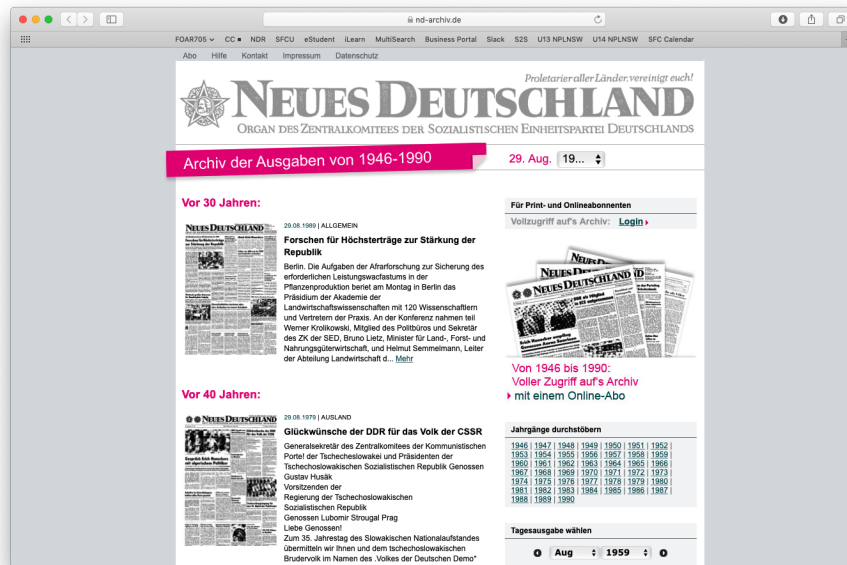 nd-archiv.de
FOAR705 CC NDR SFCU eStudent iLearn MultiSearch Business Portal Slack S2S U13 NPLNSW U14 NPLNSW SFC Calendar
Abo Hilfe Kontakt Impressum Datenschutz
Proletarier aller Länder, vereinigt euch!
NEUES DEUTSCHLAND
ORGAN DES ZENTRALKOMITEES DER SOZIALISTISCHEN EINHEITSPARTEI DEUTSCHLANDS
Archiv der Ausgaben von 1946-1990
29. Aug. 19...
Vor 30 Jahren:
NEUES DEUTSCHLAND
29.08.1989 | ALLGEMEIN
Forschen für Höchsterträge zur Stärkung der
Republik
Berlin. Die Aufgaben der Afrarforschung zur Sicherung des
erforderlichen Leistungswacfastums in der
Pflanzenproduktion beriet am Montag in Berlin das
Präsidium der Akademie der
Landwirtschaftswissenschaften mit 120 Wissenschaftlern
und Vertretern der Praxis. An der Konferenz nahmen teil
Werner Krolikowski, Mitglied des Politbüros und Sekretär
des ZK der SED, Bruno Lietz, Minister für Land-, Forst- und
Nahrungsgüterwirtschaft, und Helmut Semmelmann, Leiter
der Abteilung Landwirtschaft d... Mehr
Vor 40 Jahren:
NEUES DEUTSCHLAND
29.08.1979 | AUSLAND
Glückwünsche der DDR für das Volk der CSSR
Generalsekretär des Zentralkomitees der Kommunistischen
Porte! der Tschecheslowakei und Präsidenten der
Tschechoslowakischen Sozialistischen Republik Genossen
Gustav Husäk
Vorsitzenden der
Regierung der Tschechoslowakischen
Sozialistischen Republik
Genossen Lubomir Strougal Prag
Liebe Genossen!
Zum 35. Jahrestag des Slowakischen Nationalaufstandes
übermitteln wir Ihnen und dem tschechoslowakischen
Brudervolk im Namen des .Volkes der Deutschen Demo"
Für Print- und Onlineabonnenten
Vollzugriff auf's Archiv: Login
NEUES DEUTSCHLAND
Von 1946 bis 1990:
Voller Zugriff auf's Archiv
mit einem Online-Abo
Jahrgänge durchstöbern
1946 | 1947 | 1948 | 1949 | 1950 | 1951 | 1952 |
1953 | 1954 | 1955 | 1956 | 1957 | 1958 | 1959 |
1960 | 1961 | 1962 | 1963 | 1964 | 1965 | 1966 |
1967 | 1968 | 1969 | 1970 | 1971 | 1972 | 1973 |
1974 | 1975 | 1976 | 1977 | 1978 | 1979 | 1980 |
1981 | 1982 | 1983 | 1984 | 1985 | 1986 | 1987 |
1988 | 1989 | 1990
Tagesausgabe wählen
Aug 1959